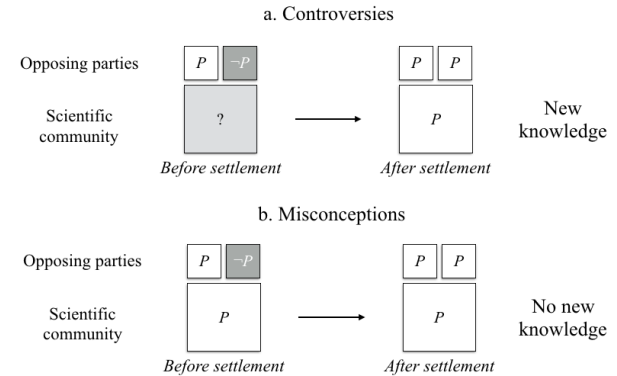 a. Controversies
Opposing parties
P
¬P
P
P
Scientific
community
?
P
New
knowledge
Before settlement
After settlement
b. Misconceptions
Opposing parties
P
¬P
P
P
Scientific
community
P
P
No new
knowledge
Before settlement
After settlement